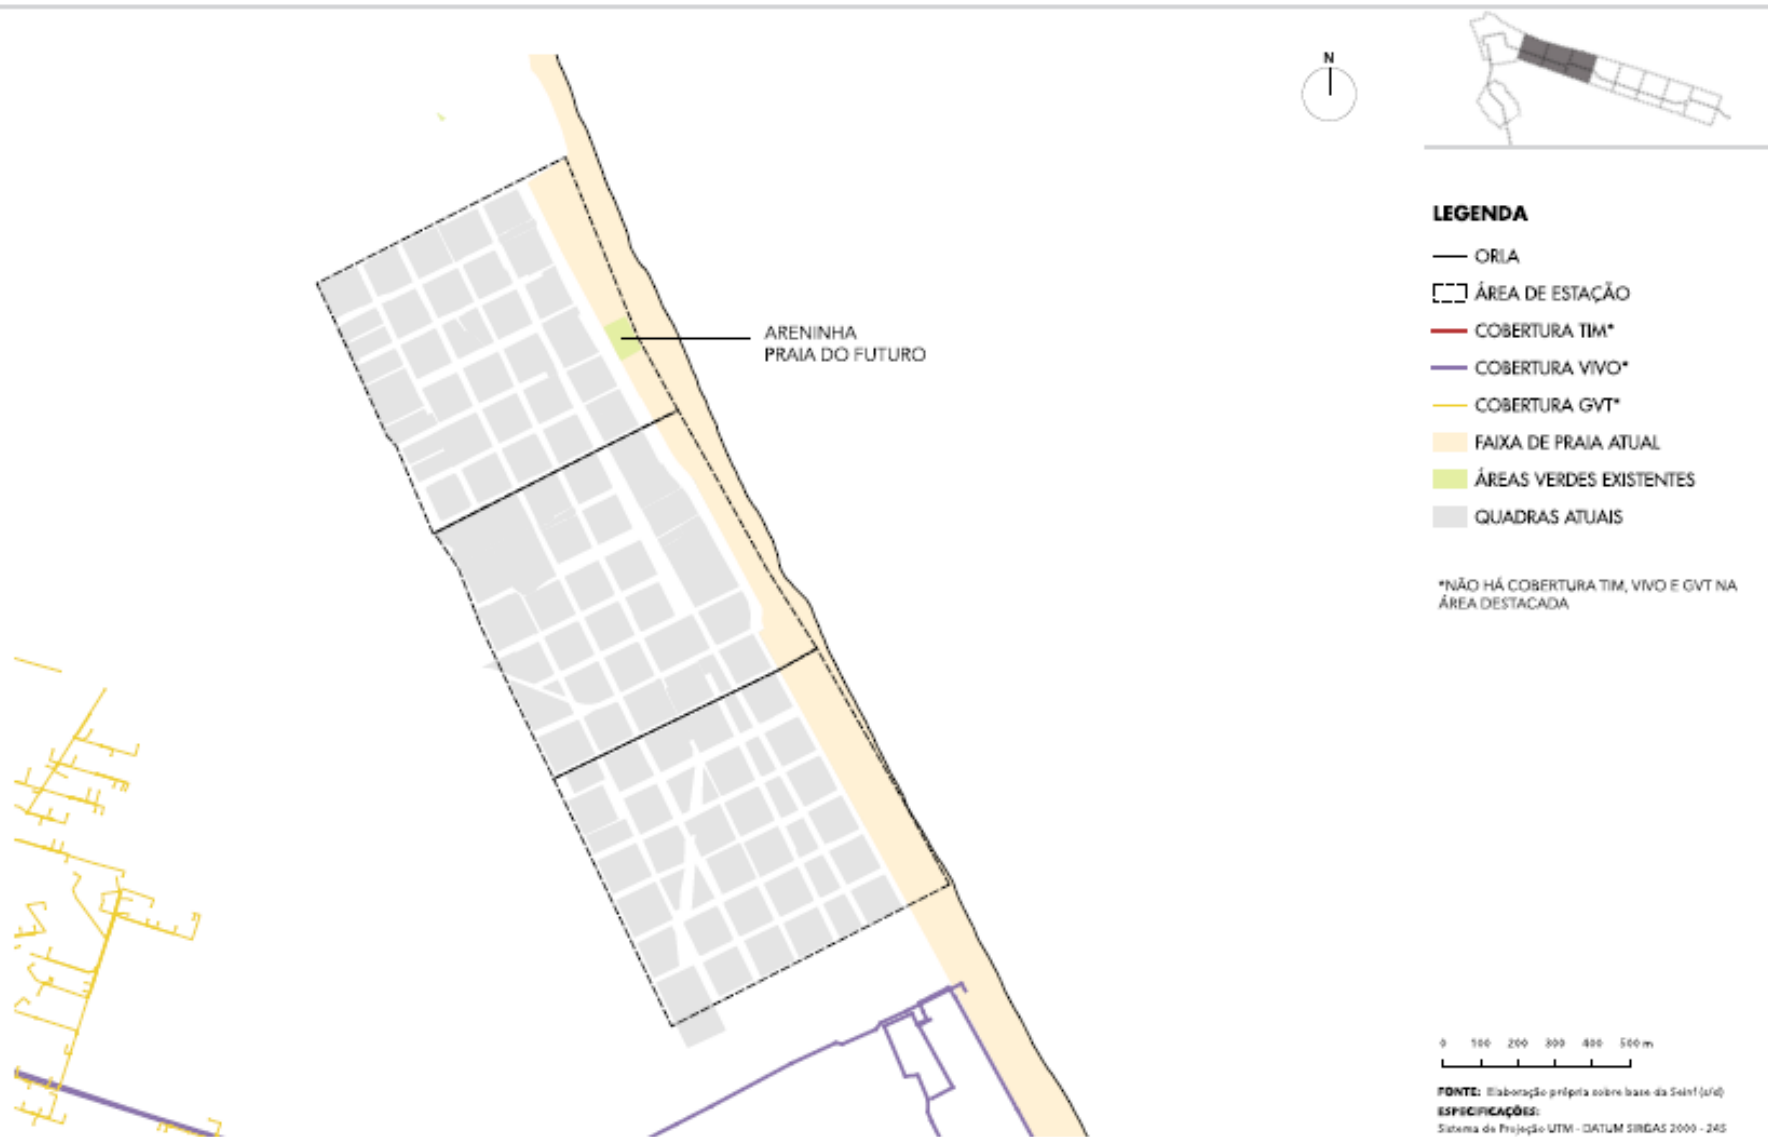 N
ARENINHA
PRAIA DO FUTURO
LEGENDA
ORLA
ÁREA DE ESTAÇÃO
COBERTURA TIM*
COBERTURA VIVO*
COBERTURA GVT*
FAIXA DE PRAIA ATUAL
ÁREAS VERDES EXISTENTES
QUADRAS ATUAIS
*NÃO HÁ COBERTURA TIM, VIVO E GVT NA
ÁREA DESTACADA
0 100 200 300 400 500 m
FONTE: Elaboração própria sobre base da Seinf (s/d)
ESPECIFICAÇÕES:
Sistema de Projeção UTM - DATUM SIRGAS 2000 - 24S